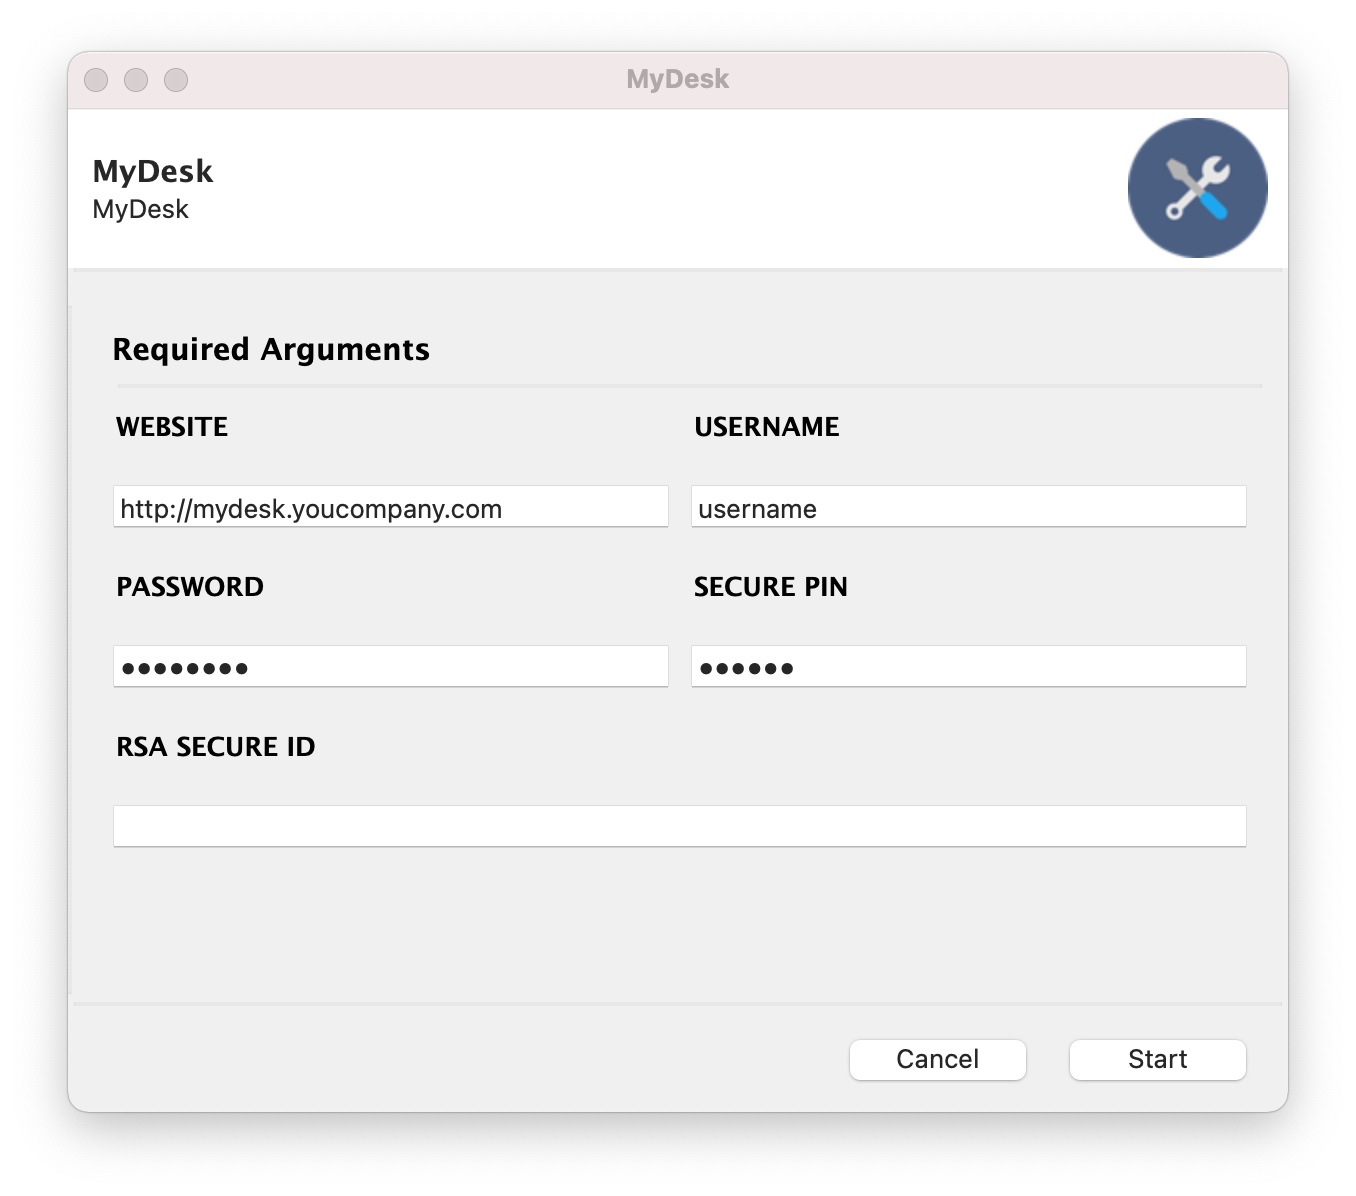 MyDesk
MyDesk
MyDesk
Required Arguments
WEBSITE
USERNAME
http://mydesk.youcompany.com
username
PASSWORD
SECURE PIN
••••••••
••••••
RSA SECURE ID
Cancel
Start